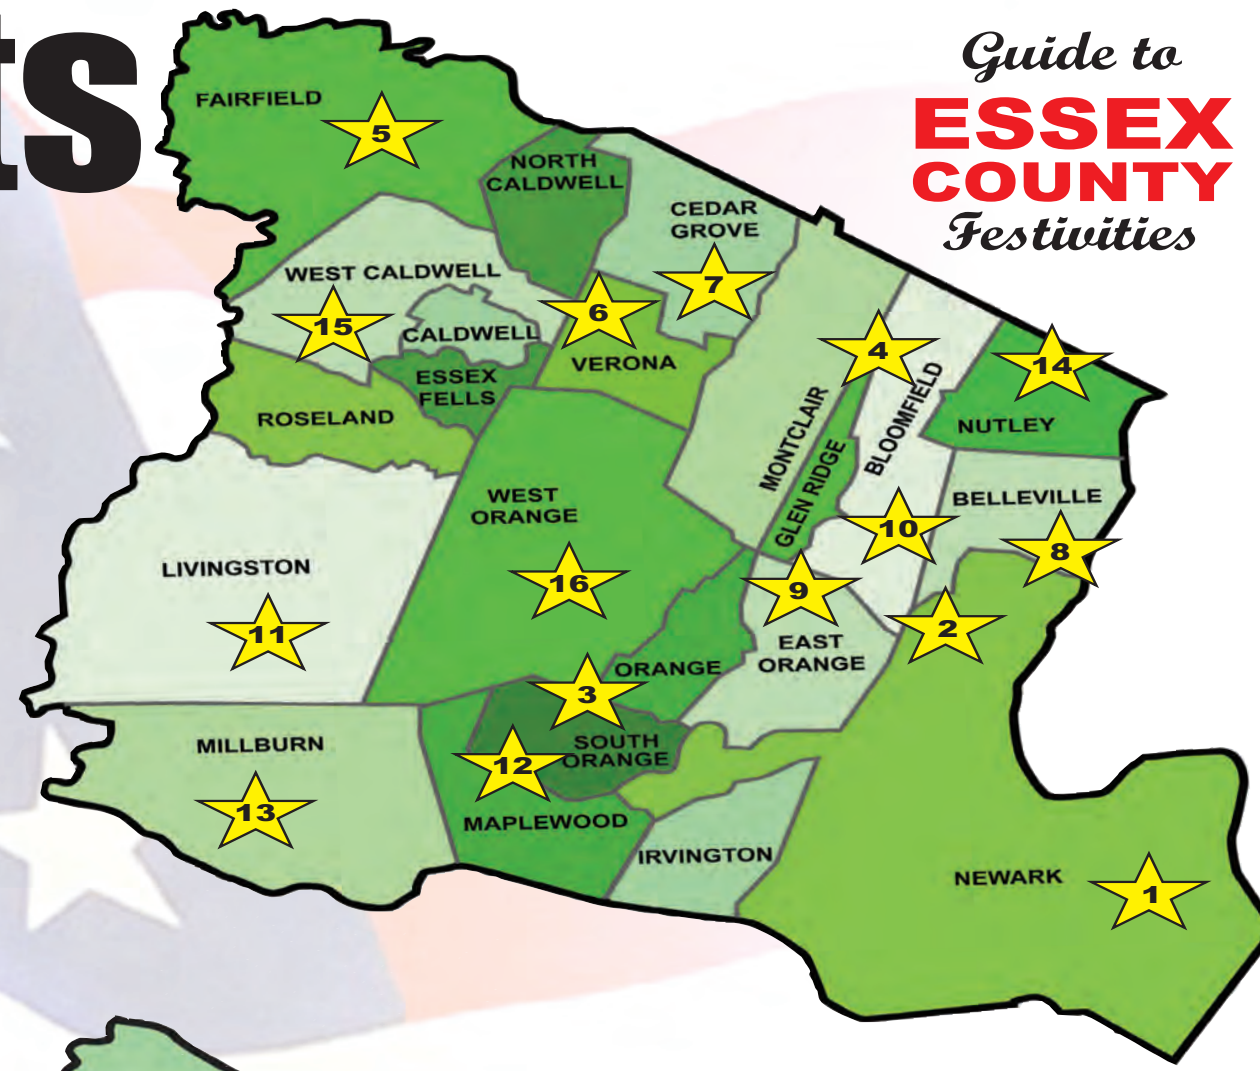 ts
Guide to
ESSEX
COUNTY
Festivities
FAIRFIELD
5
NORTH
CALDWELL
CEDAR
GROVE
7
WEST CALDWELL
15
CALDWELL
6
VERONA
ESSEX
FELLS
ROSELAND
4
MONTCLAIR
GLEN RIDGE
BLOOMFIELD
14
NUTLEY
BELLEVILLE
8
10
WEST
ORANGE
16
LIVINGSTON
11
9
EAST
ORANGE
2
ORANGE
3
SOUTH
ORANGE
12
MAPLEWOOD
MILLBURN
13
IRVINGTON
NEWARK
1